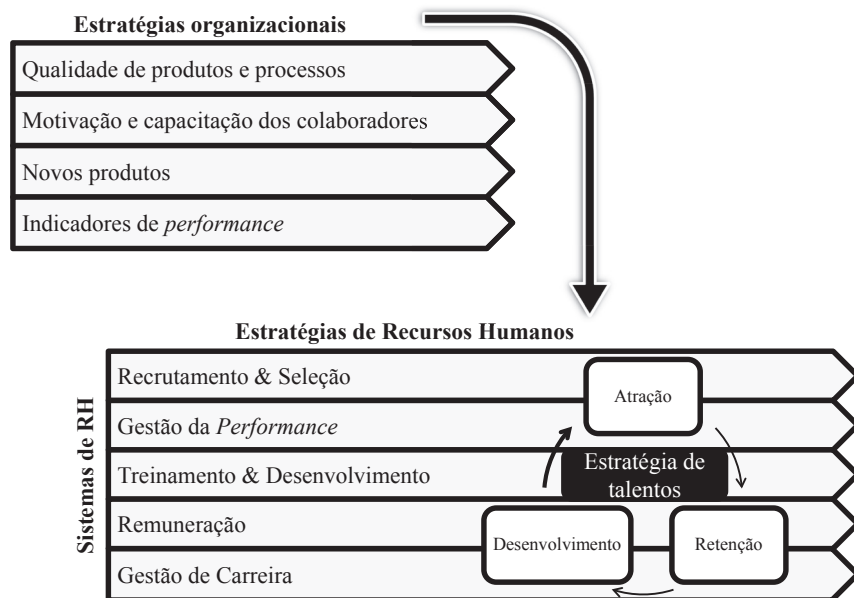 Estratégias organizacionais
Qualidade de produtos e processos
Motivação e capacitação dos colaboradores
Novos produtos
Indicadores de performance
Estratégias de Recursos Humanos
Sistemas de RH
Recrutamento & Seleção
Gestão da Performance
Treinamento & Desenvolvimento
Remuneração
Gestão de Carreira
Atração
Estratégia de
talentos
Desenvolvimento
Retenção